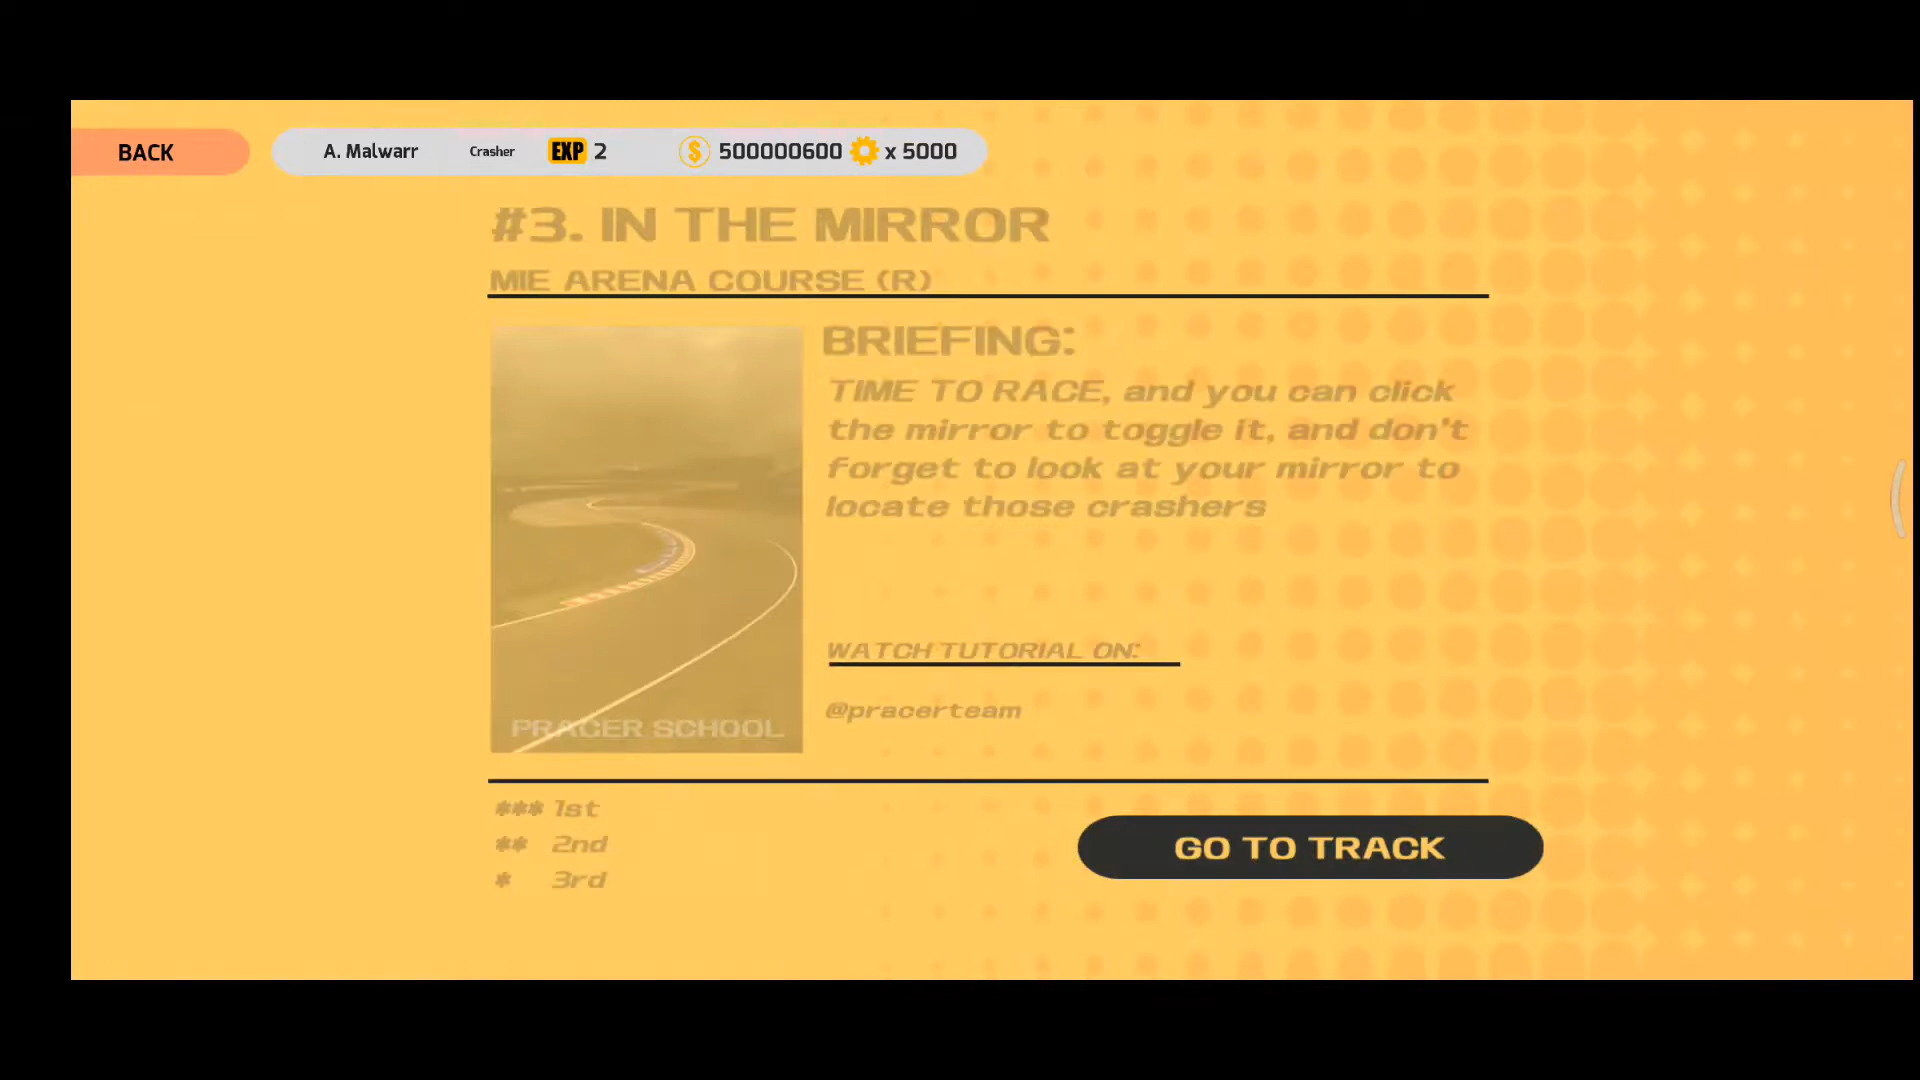 BACK
A. Malwarr Crasher EXP 2 $ 500000600 x 5000
#3. IN THE MIRROR
MIE ARENA COURSE (R)
BRIEFING:
TIME TO RACE, and you can click
the mirror to toggle it, and don't
forget to look at your mirror to
locate those crashers
WATCH TUTORIAL ON:
@pracerteam
PRACER SCHOOL
*** 1st
** 2nd
* 3rd
GO TO TRACK